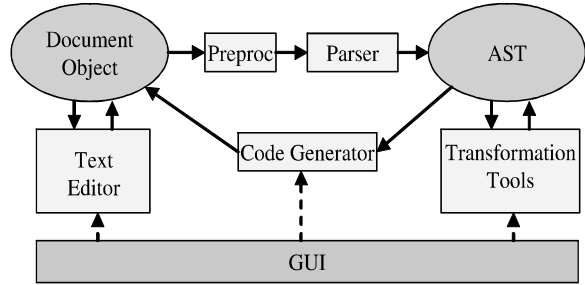 Document
Object
Preproc
Parser
AST
Text
Editor
Code Generator
Transformation
Tools
GUI